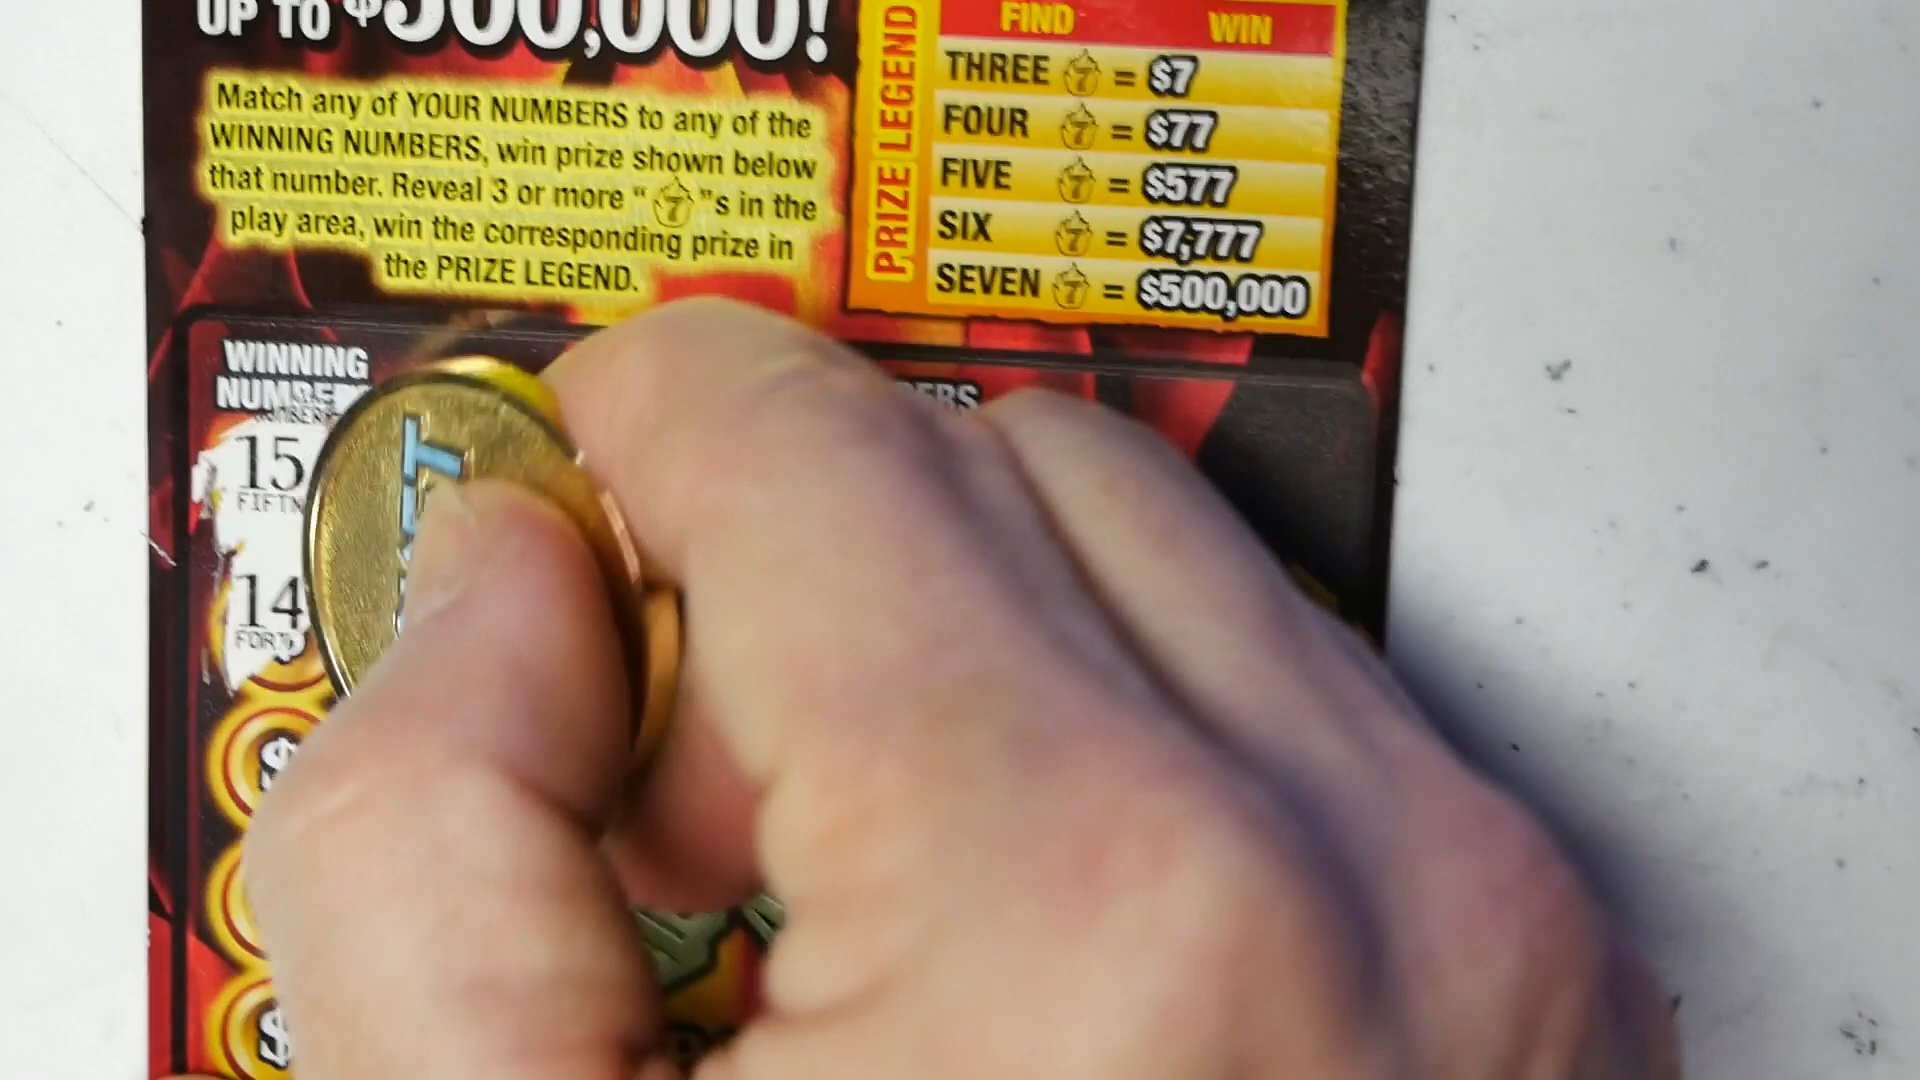 UP TO $500,000!
Match any of YOUR NUMBERS to any of the
WINNING NUMBERS, win prize shown below
that number. Reveal 3 or more “ 7 ”s in the
play area, win the corresponding prize in
the PRIZE LEGEND.
PRIZE LEGEND
FIND WIN
THREE 7 = $7
FOUR 7 = $77
FIVE 7 = $577
SIX 7 = $7,777
SEVEN 7 = $500,000
WINNING
15
FIFTN
14